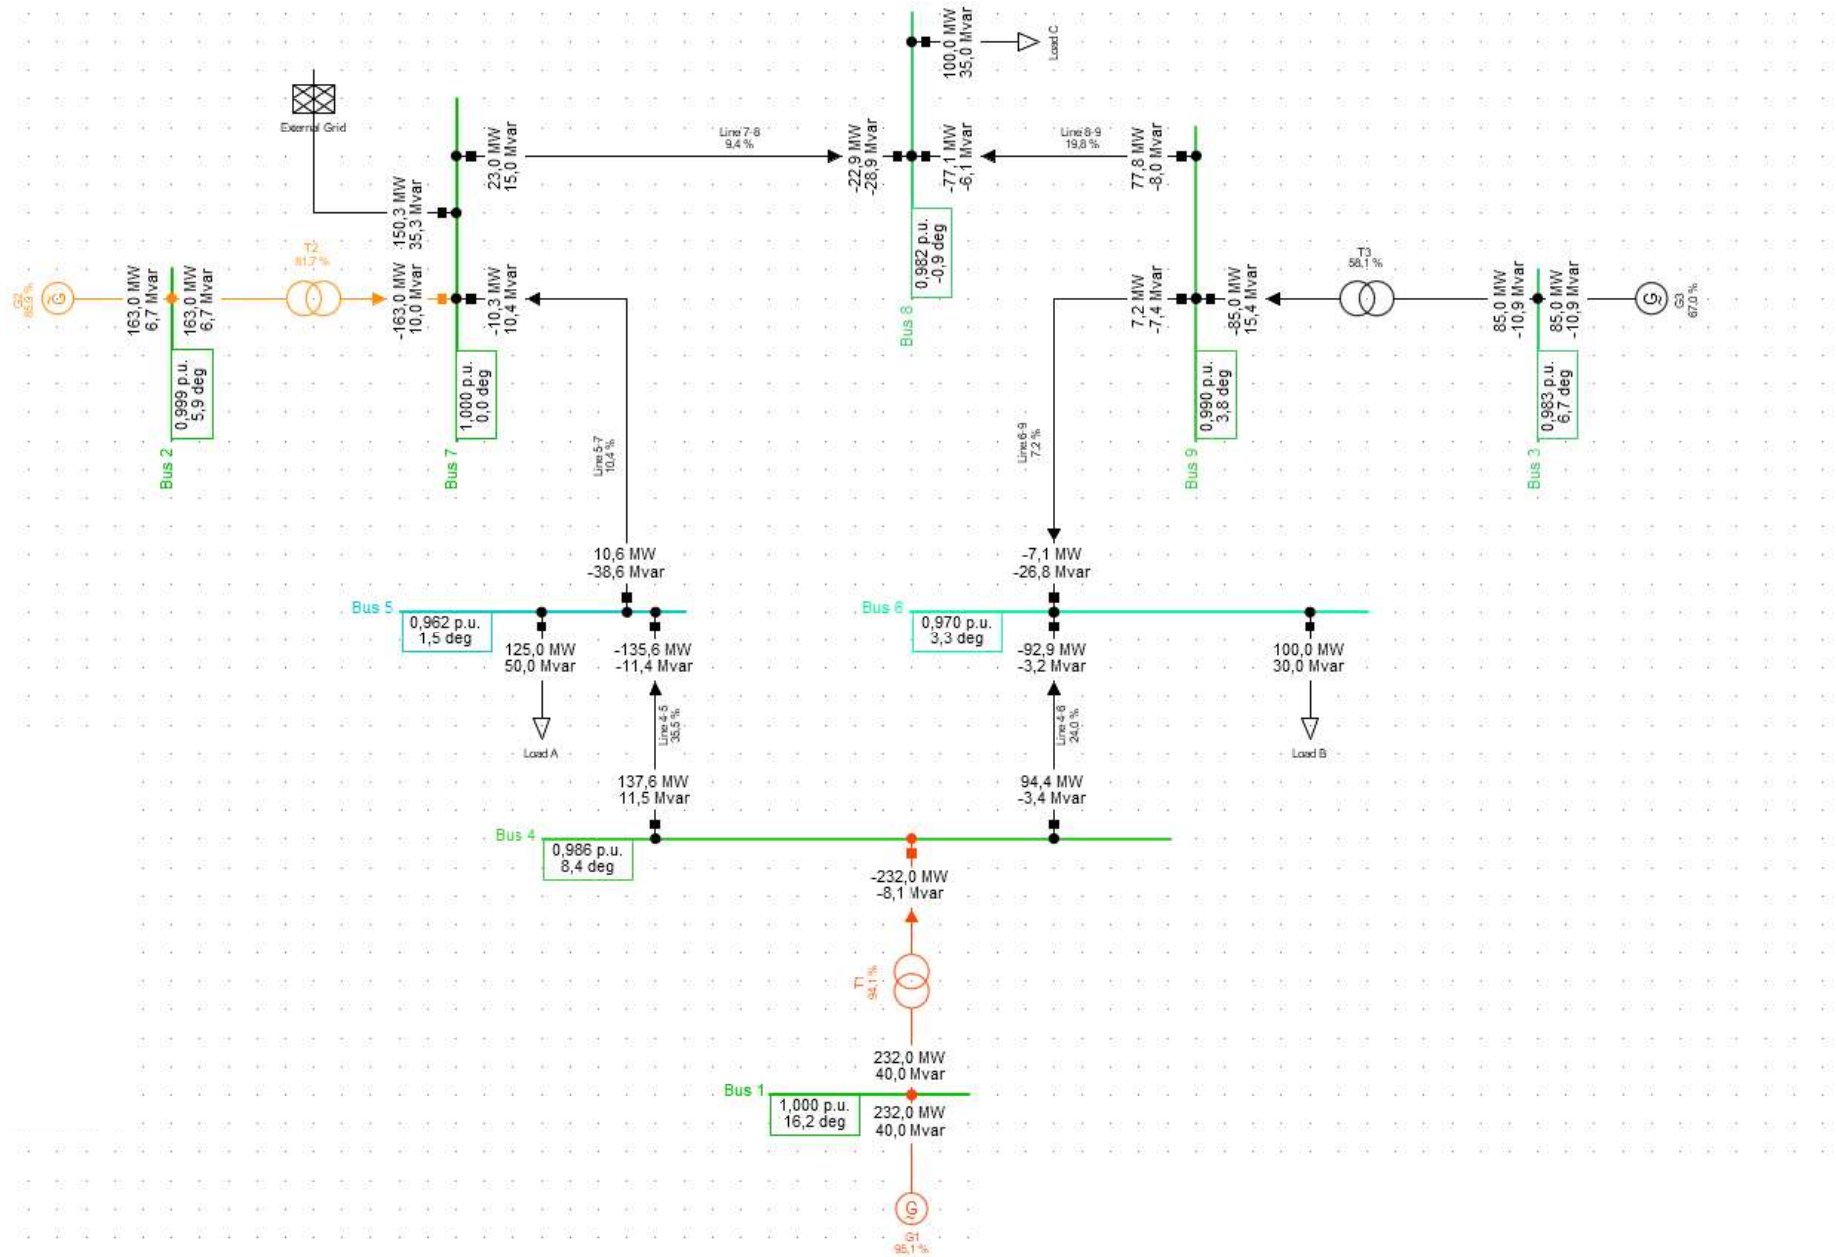 100,0 MW
35,0 Mvar
Load C
External Grid
23,0 MW
15,0 Mvar
Line 7-8
9,4 %
-22,9 MW
-28,9 Mvar
-77,1 MW
-6,1 Mvar
Line 8-9
19,8 %
77,8 MW
-8,0 Mvar
-150,3 MW
35,3 Mvar
0,982 p.u.
-0,9 deg
Bus 8
G2
163,0 MW
6,7 Mvar
163,0 MW
6,7 Mvar
T2
61,7 %
-163,0 MW
10,0 Mvar
-10,3 MW
10,4 Mvar
7,2 MW
-7,4 Mvar
-85,0 MW
15,4 Mvar
T3
58,1 %
85,0 MW
-10,9 Mvar
85,0 MW
-10,9 Mvar
G
G3
67,0 %
0,999 p.u.
5,9 deg
Bus 2
1,000 p.u.
0,0 deg
Bus 7
0,990 p.u.
3,8 deg
Bus 9
0,983 p.u.
6,7 deg
Bus 3
Line 5-7
10,4 %
Line 6-9
7,2 %
10,6 MW
-38,6 Mvar
-7,1 MW
-26,8 Mvar
Bus 5
0,962 p.u.
1,5 deg
Bus 6
0,970 p.u.
3,3 deg
125,0 MW
50,0 Mvar
-135,6 MW
-11,4 Mvar
-92,9 MW
-3,2 Mvar
100,0 MW
30,0 Mvar
Line 4-5
35,5 %
Line 4-6
24,0 %
Load A
Load B
137,6 MW
11,5 Mvar
94,4 MW
-3,4 Mvar
Bus 4
0,986 p.u.
8,4 deg
-232,0 MW
-8,1 Mvar
T1
94,1 %
232,0 MW
40,0 Mvar
Bus 1
1,000 p.u.
16,2 deg
232,0 MW
40,0 Mvar
G
G1
95,1 %